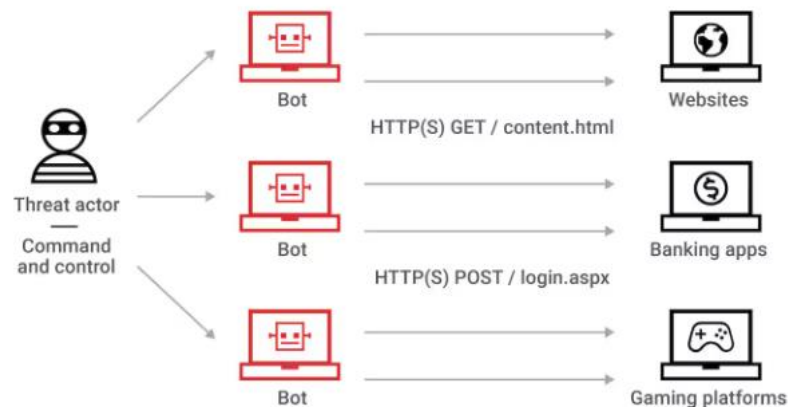 Bot
Websites
HTTP(S) GET / content.html
Threat actor
Command
and control
Bot
Banking apps
HTTP(S) POST / login.aspx
Bot
Gaming platforms